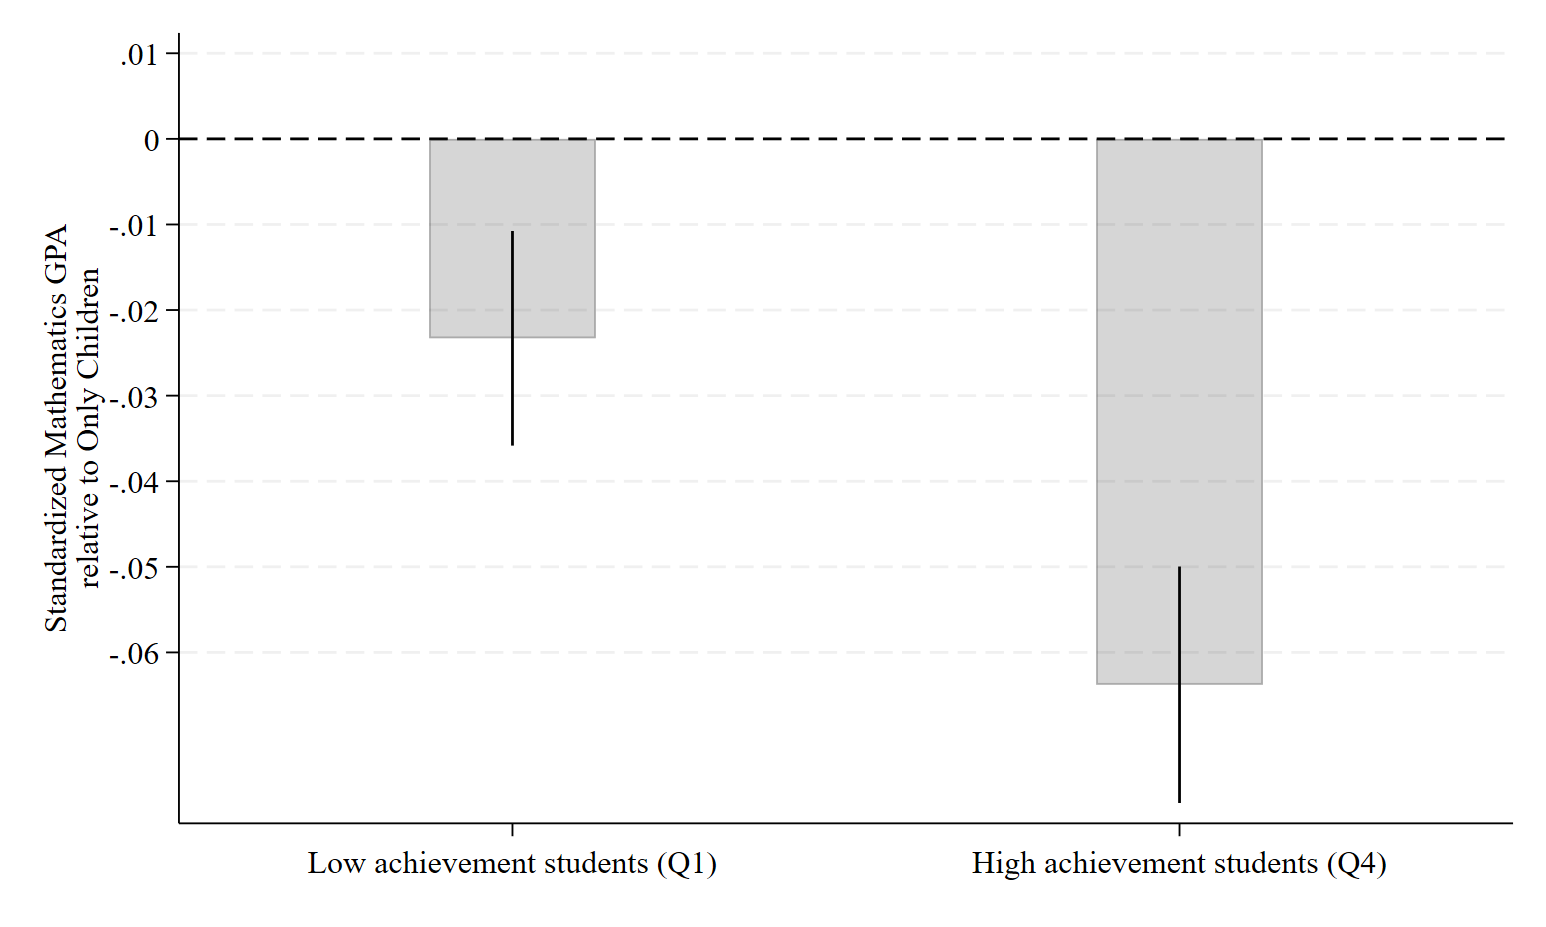 .01
0
-.01
-.02
-.03
-.04
-.05
-.06
Standardized Mathematics GPA
relative to Only Children
Low achievement students (Q1)
High achievement students (Q4)